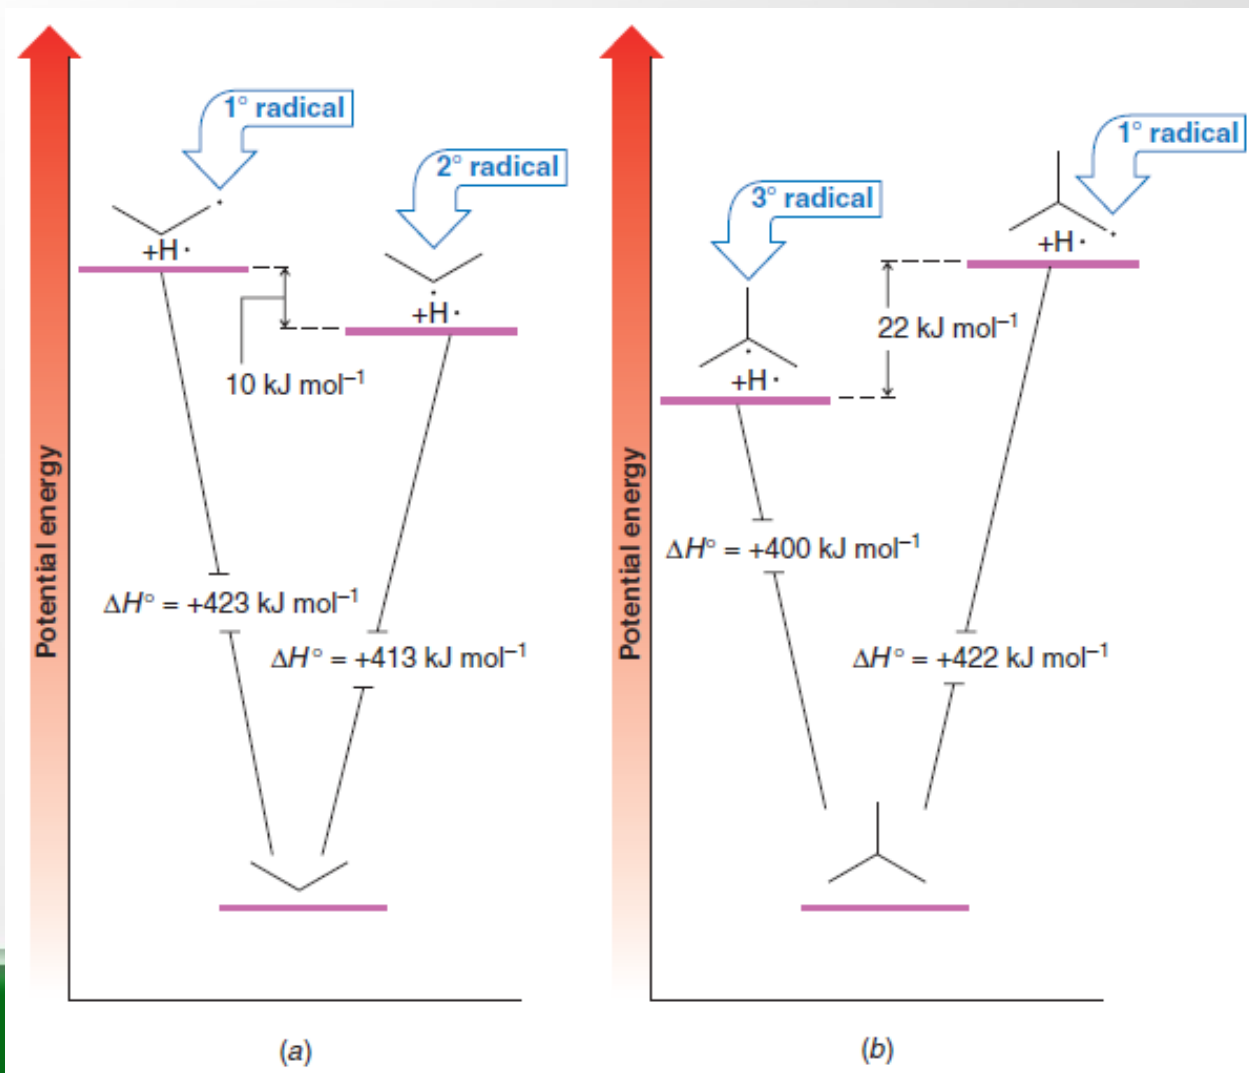 Potential energy
1° radical
2° radical
+H·
+H·
10 kJ mol⁻¹
ΔH° = +423 kJ mol⁻¹
ΔH° = +413 kJ mol⁻¹
(a)
Potential energy
3° radical
1° radical
+H·
22 kJ mol⁻¹
+H·
ΔH° = +400 kJ mol⁻¹
ΔH° = +422 kJ mol⁻¹
(b)